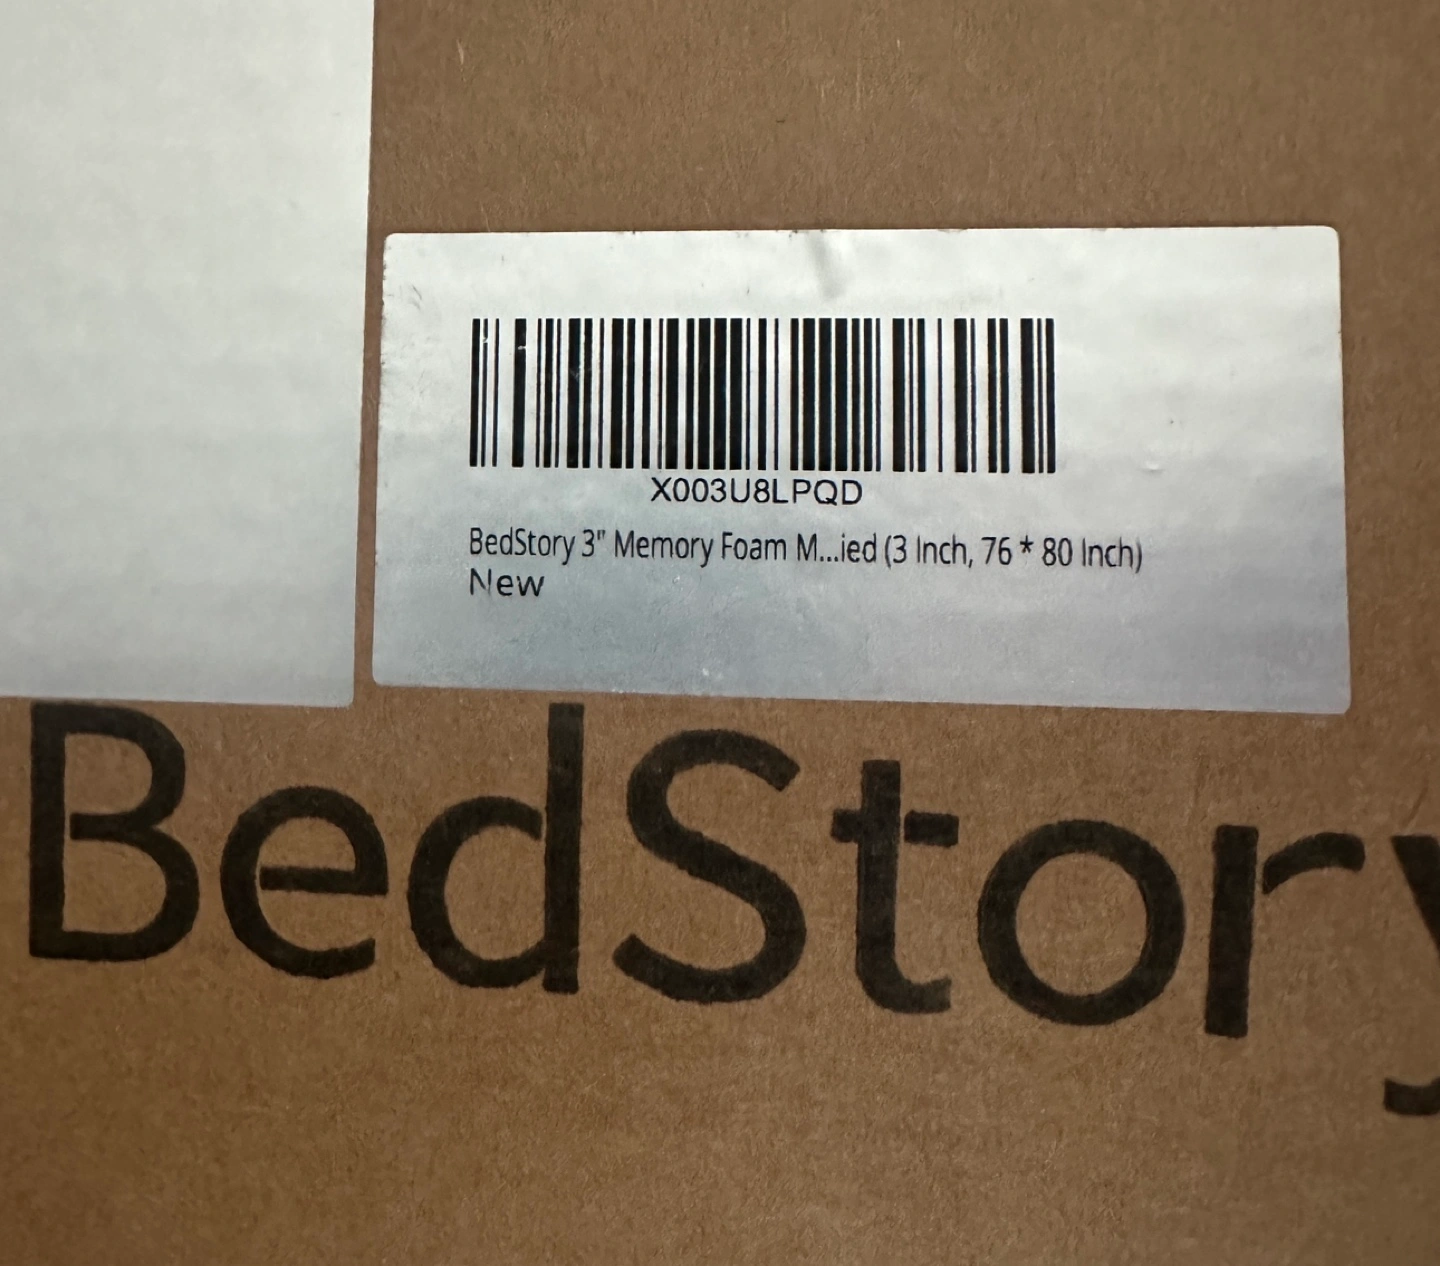 X003U8LPQD
BedStory 3" Memory Foam M...ied (3 Inch, 76 * 80 Inch)
New
BedStory